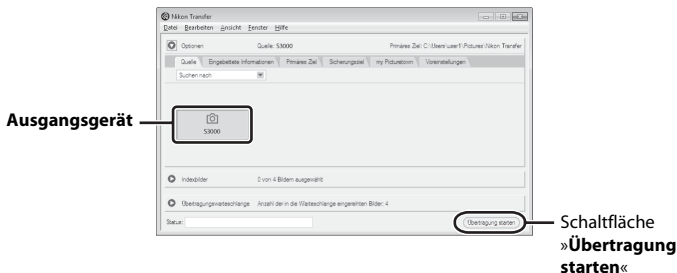 Nikon Transfer
Datei Bearbeiten Ansicht Fenster Hilfe
Optionen Quelle: S3000 Primäres Ziel: C:\Users\user1\Pictures\Nikon Transfer
Quelle Eingebettete Informationen Primäres Ziel Sicherungsziel my Picturetown Voreinstellungen
Suchen nach
Ausgangsgerät
S3000
Indexbilder 0 von 4 Bildern ausgewählt
Übertragungswarteschlange Anzahl der in die Warteschlange eingereihten Bilder: 4
Status: Übertragung starten
Schaltfläche
»Übertragung
starten«